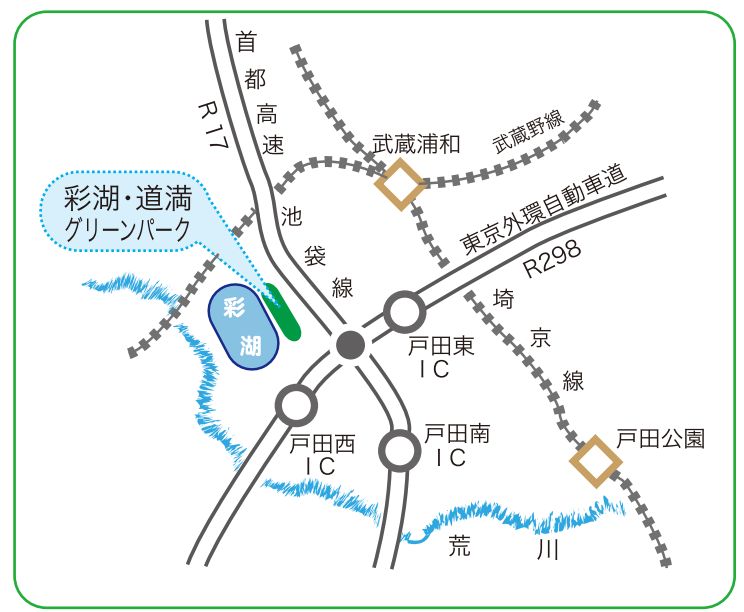 首都高速
R 17
武蔵浦和
武蔵野線
彩湖・道満
グリーンパーク
池袋線
東京外環自動車道
R298
彩湖
埼京線
戸田東
IC
戸田西
IC
戸田南
IC
戸田公園
荒川